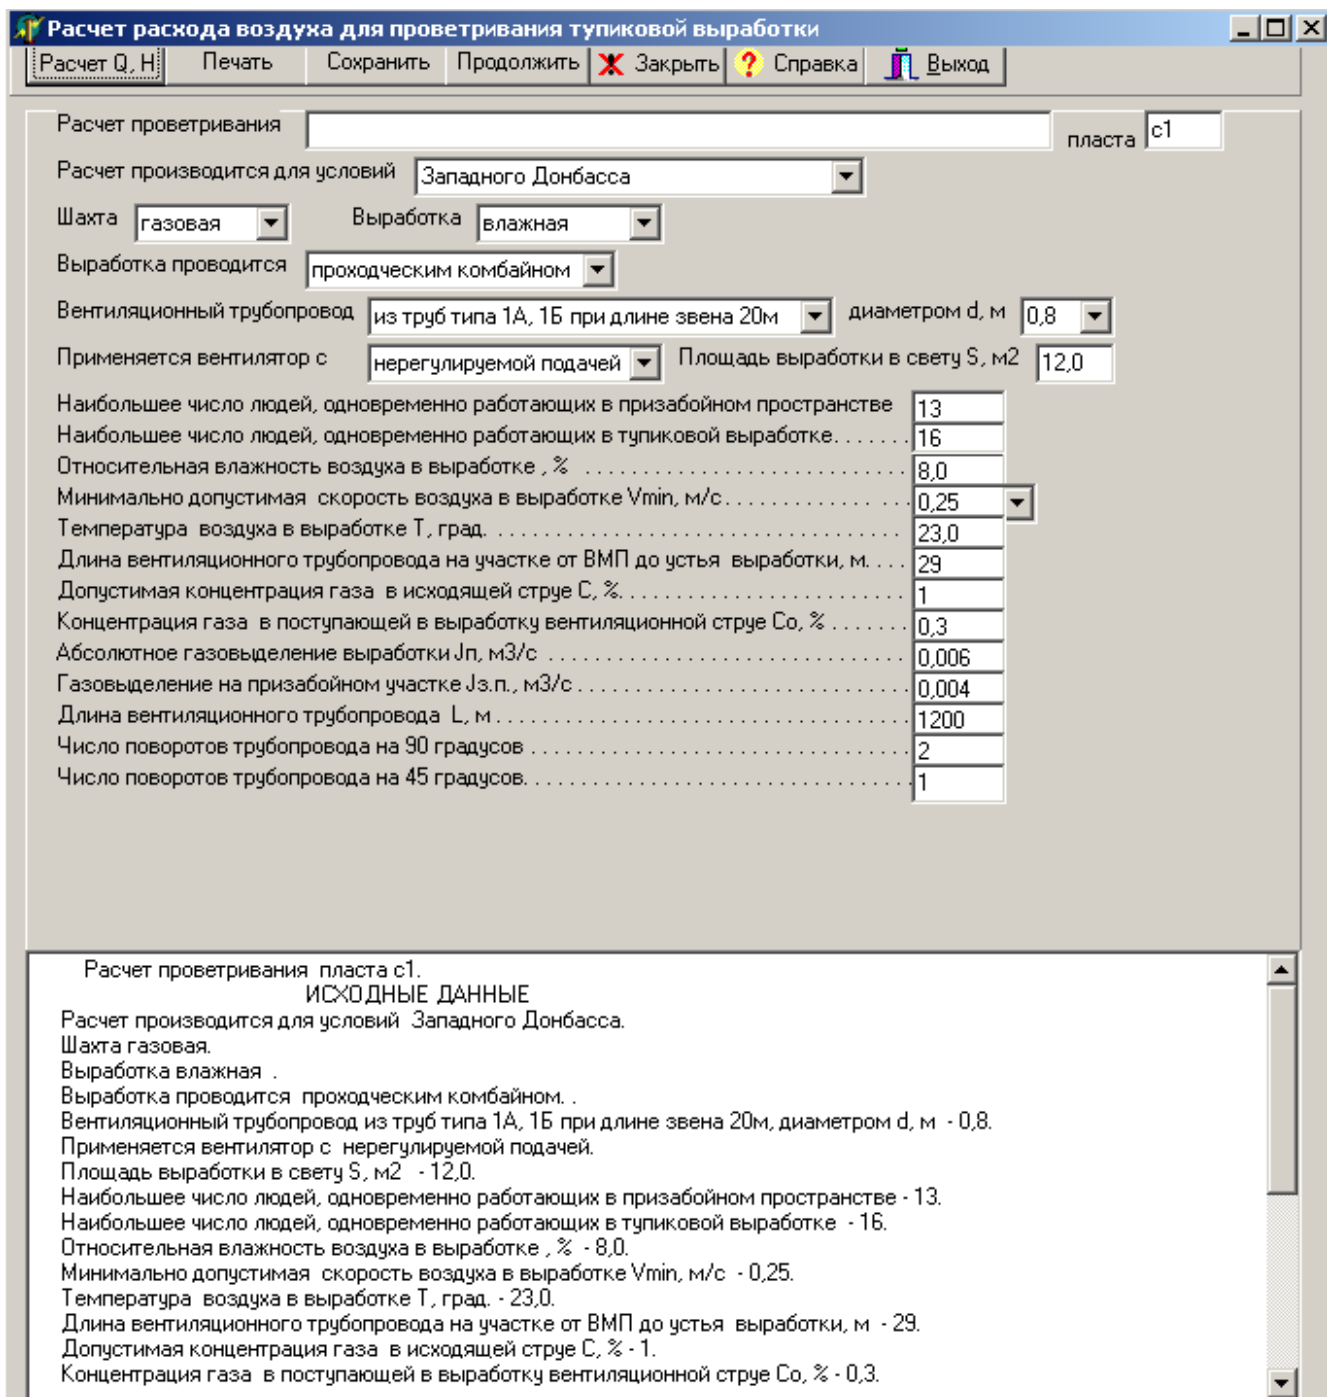 Расчет расхода воздуха для проветривания тупиковой выработки
Расчет Q, H Печать Сохранить Продолжить Закрыть Справка Выход
Расчет проветривания пласта c1
Расчет производится для условий Западного Донбасса
Шахта газовая Выработка влажная
Выработка проводится проходческим комбайном
Вентиляционный трубопровод из труб типа 1А, 1Б при длине звена 20м диаметром d, м 0,8
Применяется вентилятор с нерегулируемой подачей Площадь выработки в свету S, м2 12,0
Наибольшее число людей, одновременно работающих в призабойном пространстве 13
Наибольшее число людей, одновременно работающих в тупиковой выработке. . . . . . . 16
Относительная влажность воздуха в выработке , % . . . . . . . . . . . . . . . . . . . . . . . . . . . . 8,0
Минимально допустимая скорость воздуха в выработке Vmin, м/с . . . . . . . . . . . . . . . 0,25
Температура воздуха в выработке Т, град. . . . . . . . . . . . . . . . . . . . . . . . . . . . . . . . . . . . 23,0
Длина вентиляционного трубопровода на участке от ВМП до устья выработки, м. . . . 29
Допустимая концентрация газа в исходящей струе С, %. . . . . . . . . . . . . . . . . . . . . . . . . 1
Концентрация газа в поступающей в выработку вентиляционной струе Со, % . . . . . . . 0,3
Абсолютное газовыделение выработки Jп, м3/с . . . . . . . . . . . . . . . . . . . . . . . . . . . . . . . 0,006
Газовыделение на призабойном участке Jз.п., м3/с . . . . . . . . . . . . . . . . . . . . . . . . . . . . 0,004
Длина вентиляционного трубопровода L, м . . . . . . . . . . . . . . . . . . . . . . . . . . . . . . . . . . . 1200
Число поворотов трубопровода на 90 градусов . . . . . . . . . . . . . . . . . . . . . . . . . . . . . . . . 2
Число поворотов трубопровода на 45 градусов. . . . . . . . . . . . . . . . . . . . . . . . . . . . . . . . . 1
Расчет проветривания пласта c1.
ИСХОДНЫЕ ДАННЫЕ
Расчет производится для условий Западного Донбасса.
Шахта газовая.
Выработка влажная .
Выработка проводится проходческим комбайном. .
Вентиляционный трубопровод из труб типа 1А, 1Б при длине звена 20м, диаметром d, м - 0,8.
Применяется вентилятор с нерегулируемой подачей.
Площадь выработки в свету S, м2 - 12,0.
Наибольшее число людей, одновременно работающих в призабойном пространстве - 13.
Наибольшее число людей, одновременно работающих в тупиковой выработке - 16.
Относительная влажность воздуха в выработке , % - 8,0.
Минимально допустимая скорость воздуха в выработке Vmin, м/с - 0,25.
Температура воздуха в выработке Т, град. - 23,0.
Длина вентиляционного трубопровода на участке от ВМП до устья выработки, м - 29.
Допустимая концентрация газа в исходящей струе С, % - 1.
Концентрация газа в поступающей в выработку вентиляционной струе Со, % - 0,3.